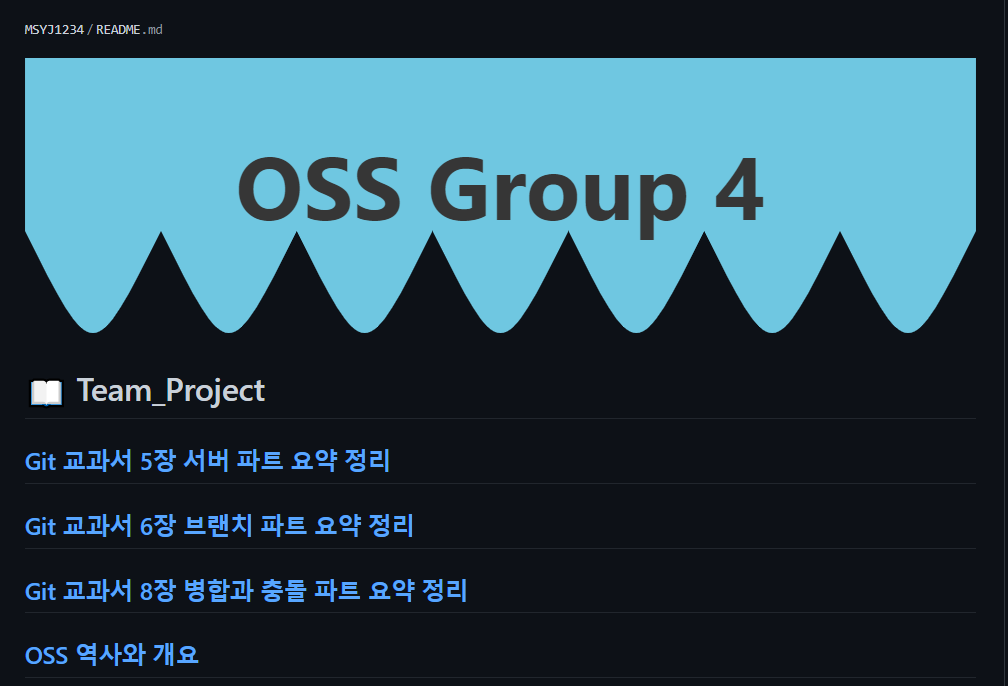 MSYJ1234 / README.md
OSS Group 4
📖 Team_Project
Git 교과서 5장 서버 파트 요약 정리
Git 교과서 6장 브랜치 파트 요약 정리
Git 교과서 8장 병합과 충돌 파트 요약 정리
OSS 역사와 개요